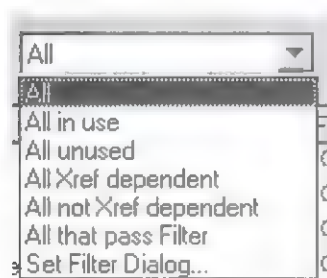 All
All
All in use
All unused
All Xref dependent
All not Xref dependent
All that pass Filter
Set Filter Dialog...